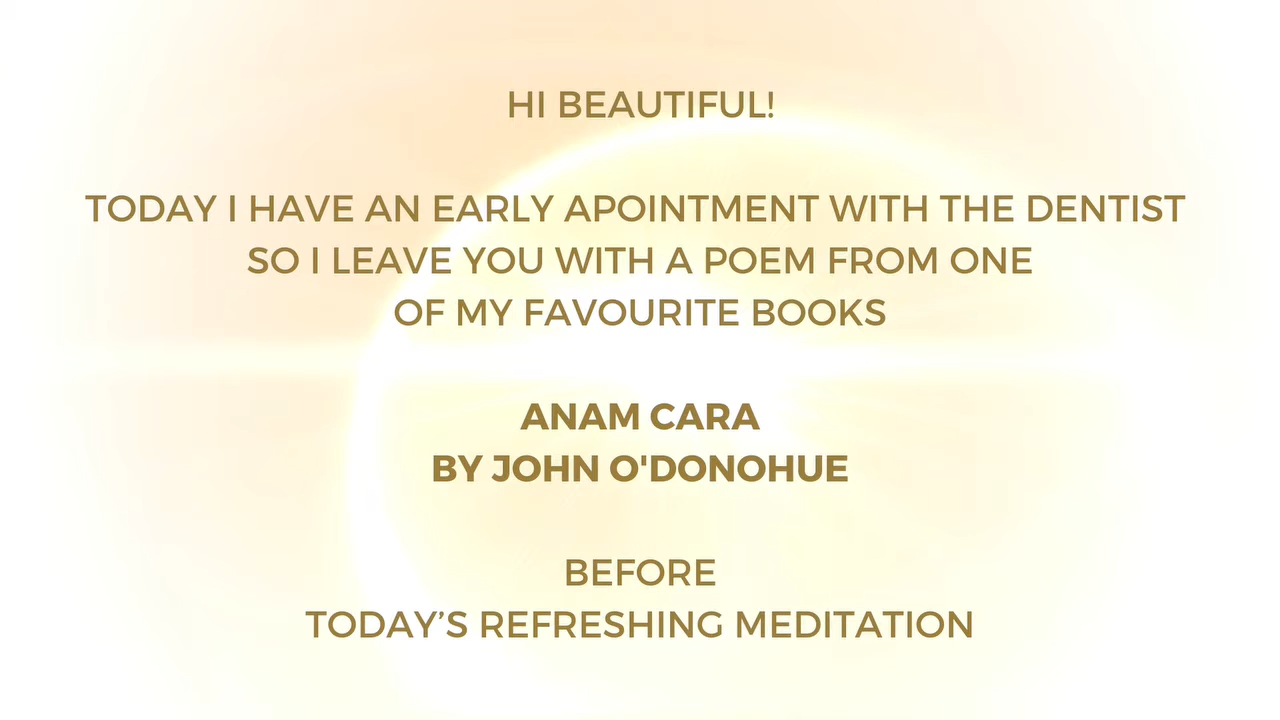 HI BEAUTIFUL!
TODAY I HAVE AN EARLY APOINTMENT WITH THE DENTIST
SO I LEAVE YOU WITH A POEM FROM ONE
OF MY FAVOURITE BOOKS
ANAM CARA
BY JOHN O'DONOHUE
BEFORE
TODAY’S REFRESHING MEDITATION